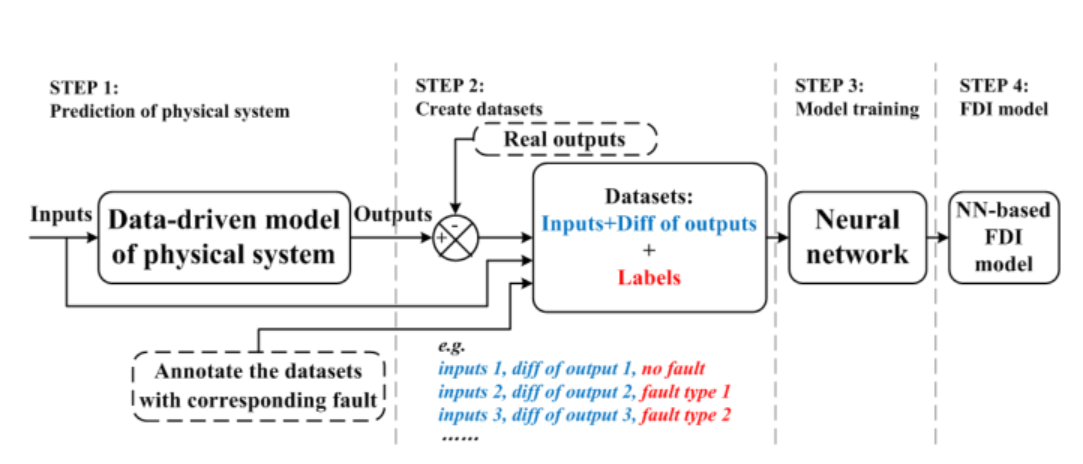 STEP 1:
Prediction of physical system
STEP 2:
Create datasets
STEP 3:
Model training
STEP 4:
FDI model
Real outputs
Inputs
Data-driven model
of physical system
Outputs
-
+
Datasets:
Inputs+Diff of outputs
+
Labels
Neural
network
NN-based
FDI
model
Annotate the datasets
with corresponding fault
e.g.
inputs 1, diff of output 1, no fault
inputs 2, diff of output 2, fault type 1
inputs 3, diff of output 3, fault type 2
......